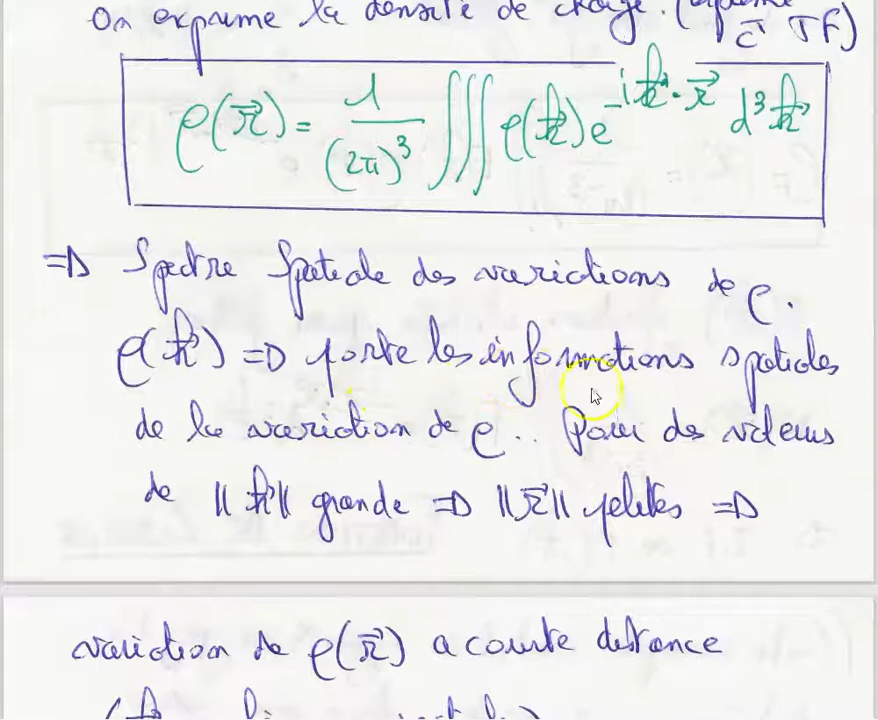 On exprime la densité de charge. (
TF)
ρ(r⃗) = 1/(2π)³ ∭ ρ(k⃗) e^(-i k⃗·r⃗) d³k⃗
=D Spectre Spatiale des variations de ρ.
ρ(k⃗) =D porte les informations spatiales
de la variation de ρ.. Pour des valeurs
de ||k⃗|| grande =D ||r⃗|| petites =D
variation de ρ(r⃗) a courte distance